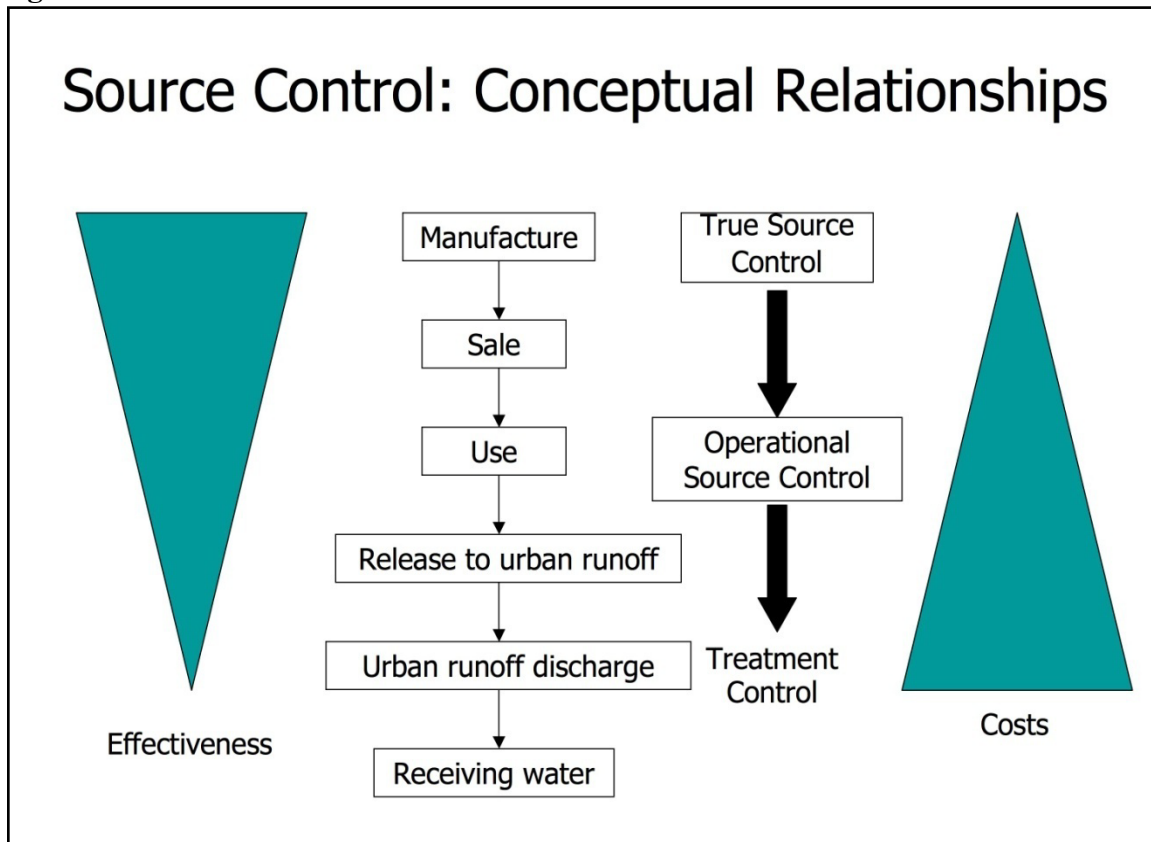 Source Control: Conceptual Relationships
Manufacture
Sale
Use
Release to urban runoff
Urban runoff discharge
Receiving water
True Source
Control
Operational
Source Control
Treatment
Control
Effectiveness
Costs